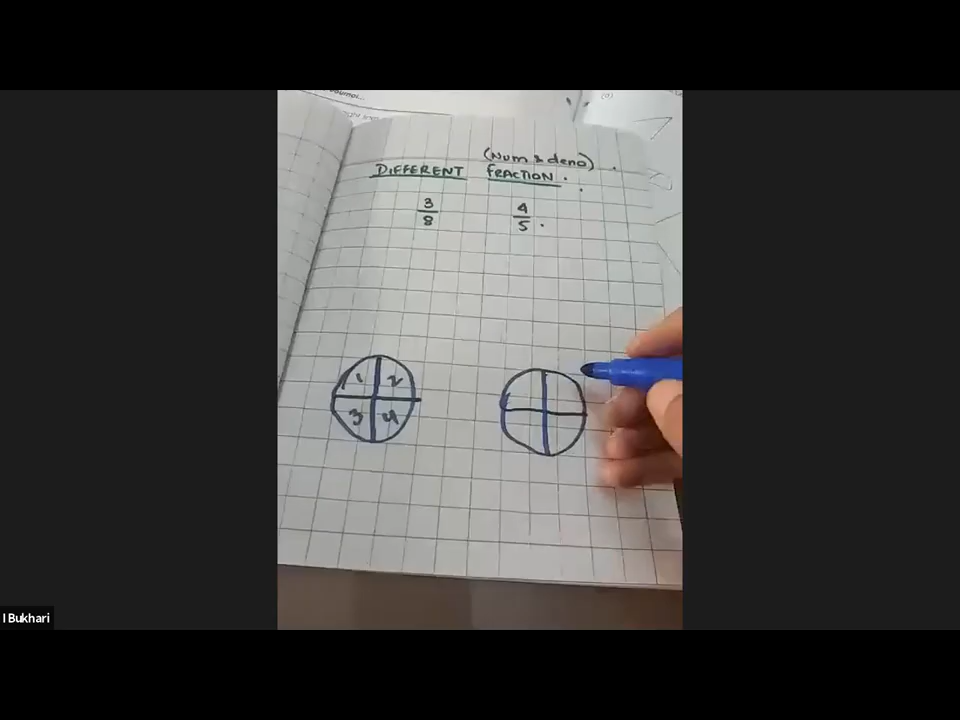 (Num & deno) .
DIFFERENT FRACTION .
3/8 4/5 .
1 2
3 4
I Bukhari